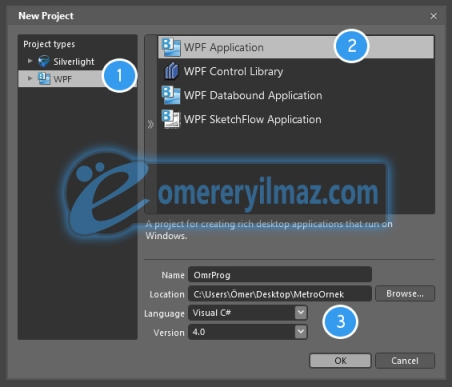 New Project
Project types
Silverlight
WPF
1
WPF Application
2
WPF Control Library
WPF Databound Application
WPF SketchFlow Application
omereryilmaz.com
A project for creating rich desktop applications that run on
Windows.
Name OmrProg
Location C:\Users\Ömer\Desktop\MetroOrnek Browse...
Language Visual C#
3
Version 4.0
OK Cancel